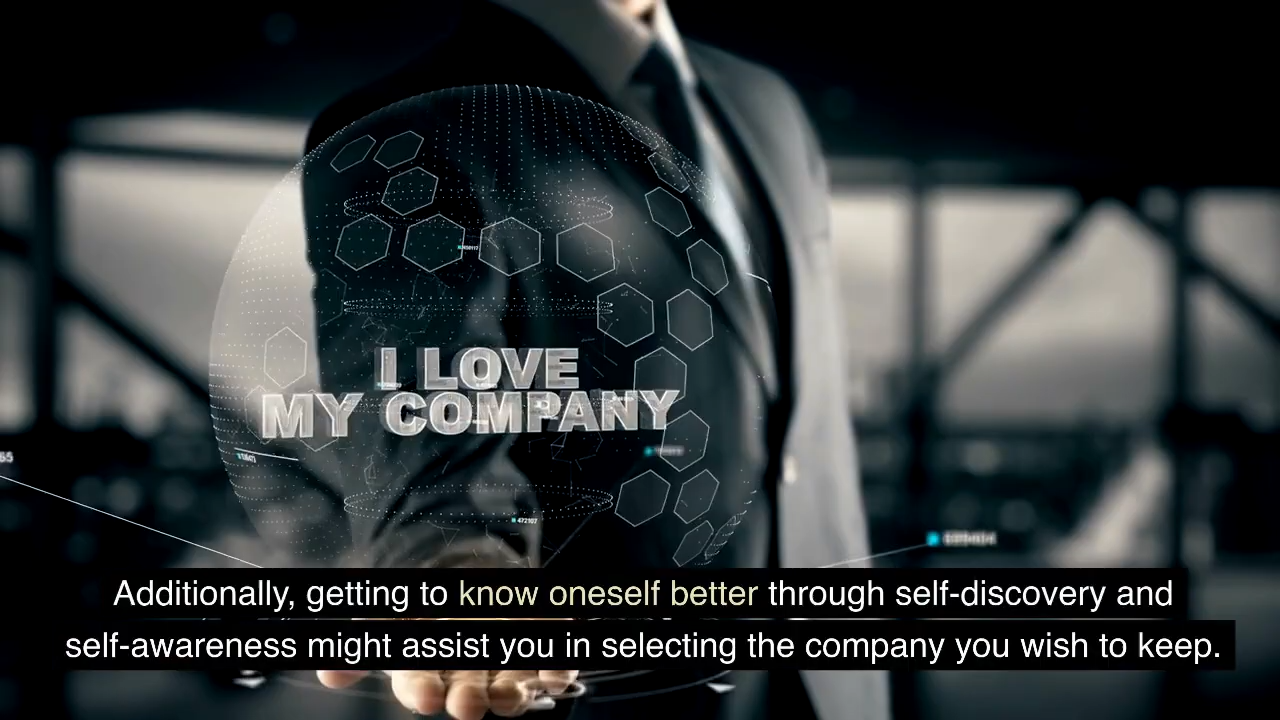 I LOVE
MY COMPANY
472107
Additionally, getting to know oneself better through self-discovery and
self-awareness might assist you in selecting the company you wish to keep.